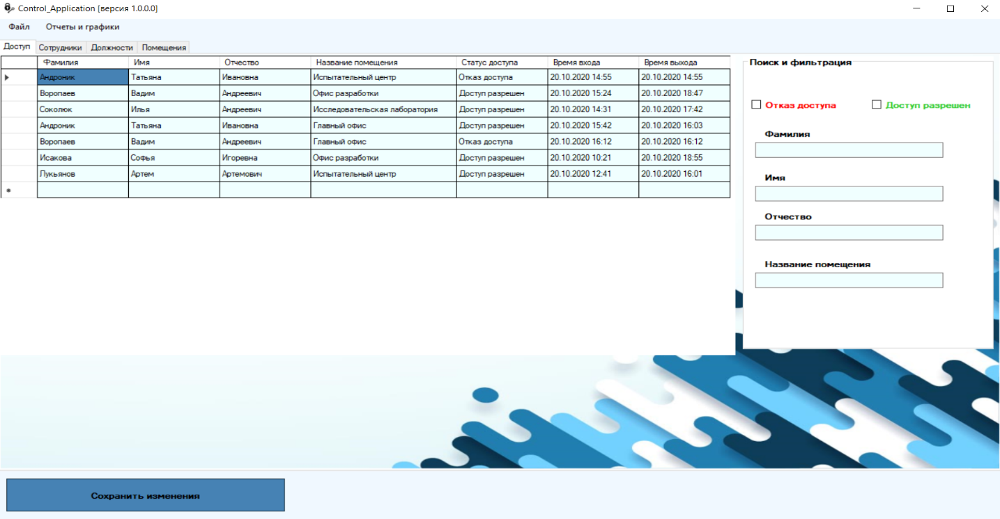 Control_Application [версия 1.0.0.0]
Файл Отчеты и графики
Доступ Сотрудники Должности Помещения
Фамилия Имя Отчество Название помещения Статус доступа Время входа Время выхода
Андроник Татьяна Ивановна Испытательный центр Отказ доступа 20.10.2020 14:55 20.10.2020 14:55
Воропаев Вадим Андреевич Офис разработки Доступ разрешен 20.10.2020 15:24 20.10.2020 18:47
Соколюк Илья Андреевич Исследовательская лаборатория Доступ разрешен 20.10.2020 14:31 20.10.2020 17:42
Андроник Татьяна Ивановна Главный офис Доступ разрешен 20.10.2020 15:42 20.10.2020 16:03
Воропаев Вадим Андреевич Главный офис Отказ доступа 20.10.2020 16:12 20.10.2020 16:12
Исакова Софья Игоревна Офис разработки Доступ разрешен 20.10.2020 10:21 20.10.2020 18:55
Лукьянов Артем Артемович Испытательный центр Доступ разрешен 20.10.2020 12:41 20.10.2020 16:01
Поиск и фильтрация
Отказ доступа Доступ разрешен
Фамилия
Имя
Отчество
Название помещения
Сохранить изменения